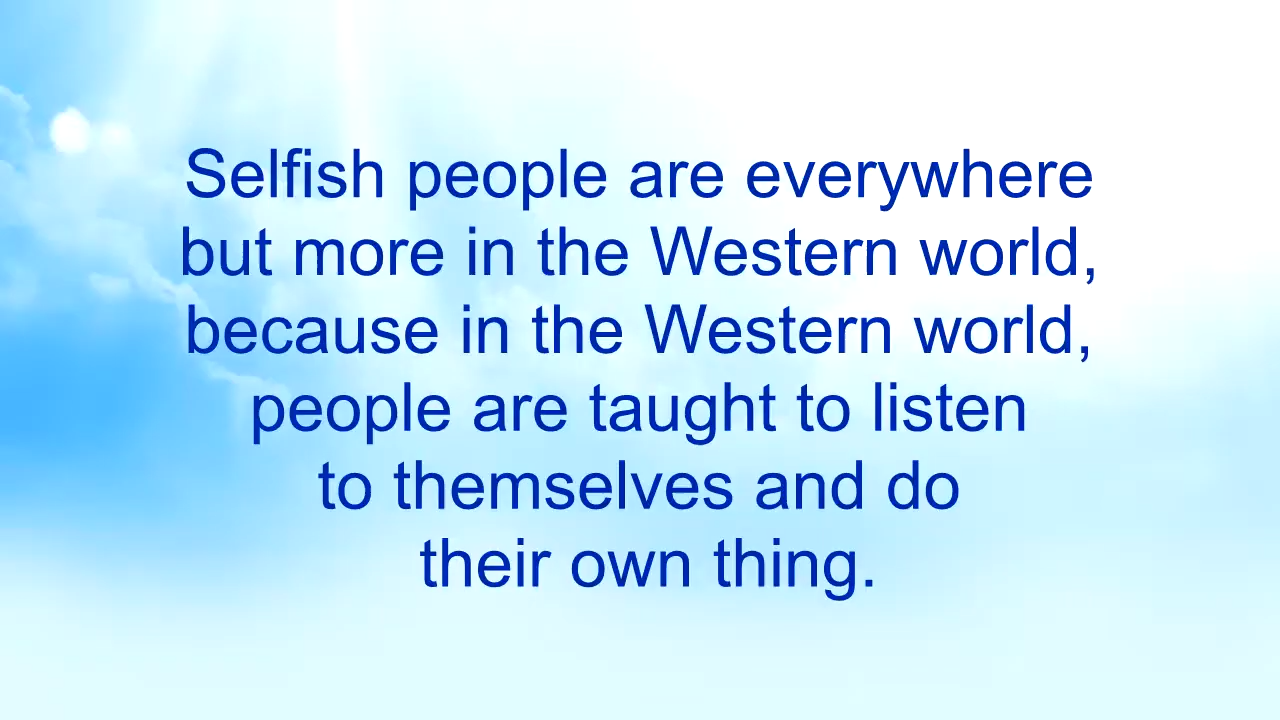 Selfish people are everywhere
but more in the Western world,
because in the Western world,
people are taught to listen
to themselves and do
their own thing.